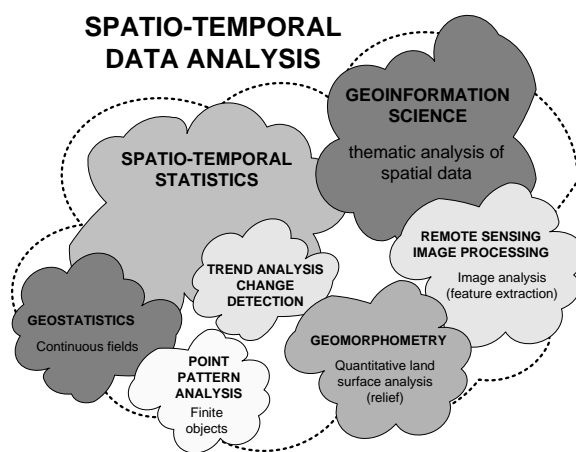 SPATIO-TEMPORAL
DATA ANALYSIS
GEOINFORMATION
SCIENCE
thematic analysis of
spatial data
SPATIO-TEMPORAL
STATISTICS
REMOTE SENSING
IMAGE PROCESSING
Image analysis
(feature extraction)
TREND ANALYSIS
CHANGE
DETECTION
GEOSTATISTICS
Continuous fields
GEOMORPHOMETRY
Quantitative land
surface analysis
(relief)
POINT
PATTERN
ANALYSIS
Finite
objects